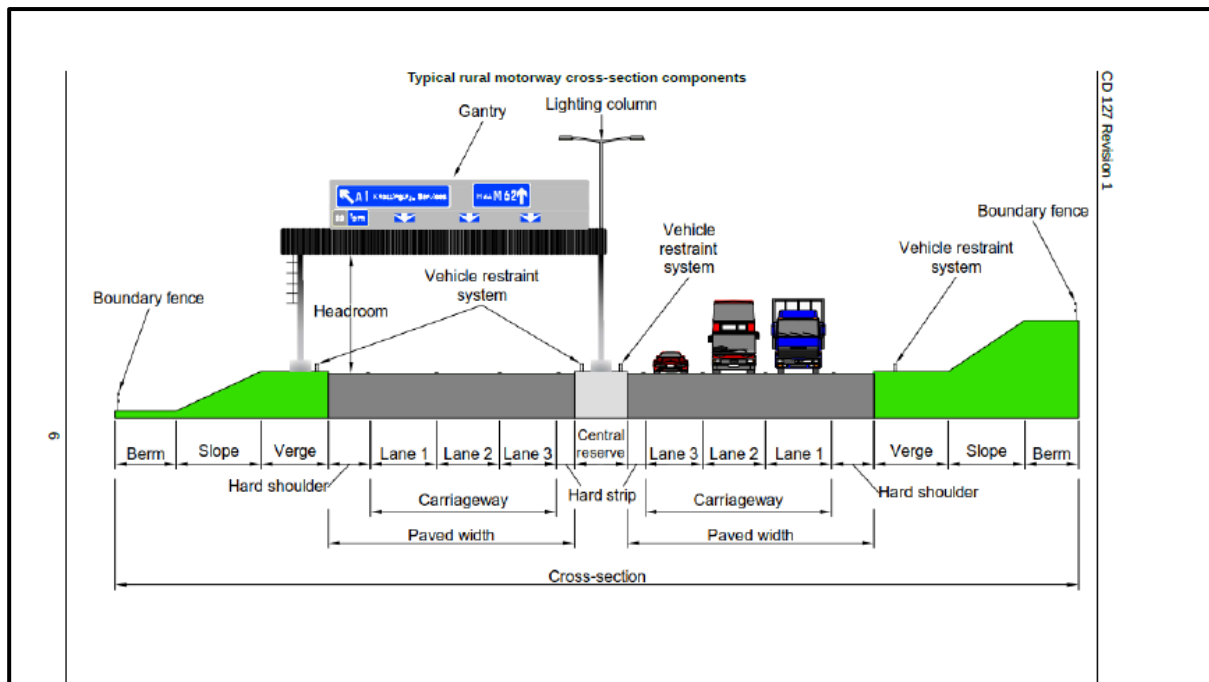 Typical rural motorway cross-section components
CD 127 Revision 1
Gantry
Lighting column
A1
M62
Boundary fence
Vehicle
restraint
system
Vehicle restraint
system
Vehicle restraint
system
Boundary fence
Headroom
Berm
Slope
Verge
Lane 1
Lane 2
Lane 3
Central
reserve
Lane 3
Lane 2
Lane 1
Verge
Slope
Berm
Hard shoulder
Hard strip
Hard shoulder
Carriageway
Carriageway
Paved width
Paved width
Cross-section